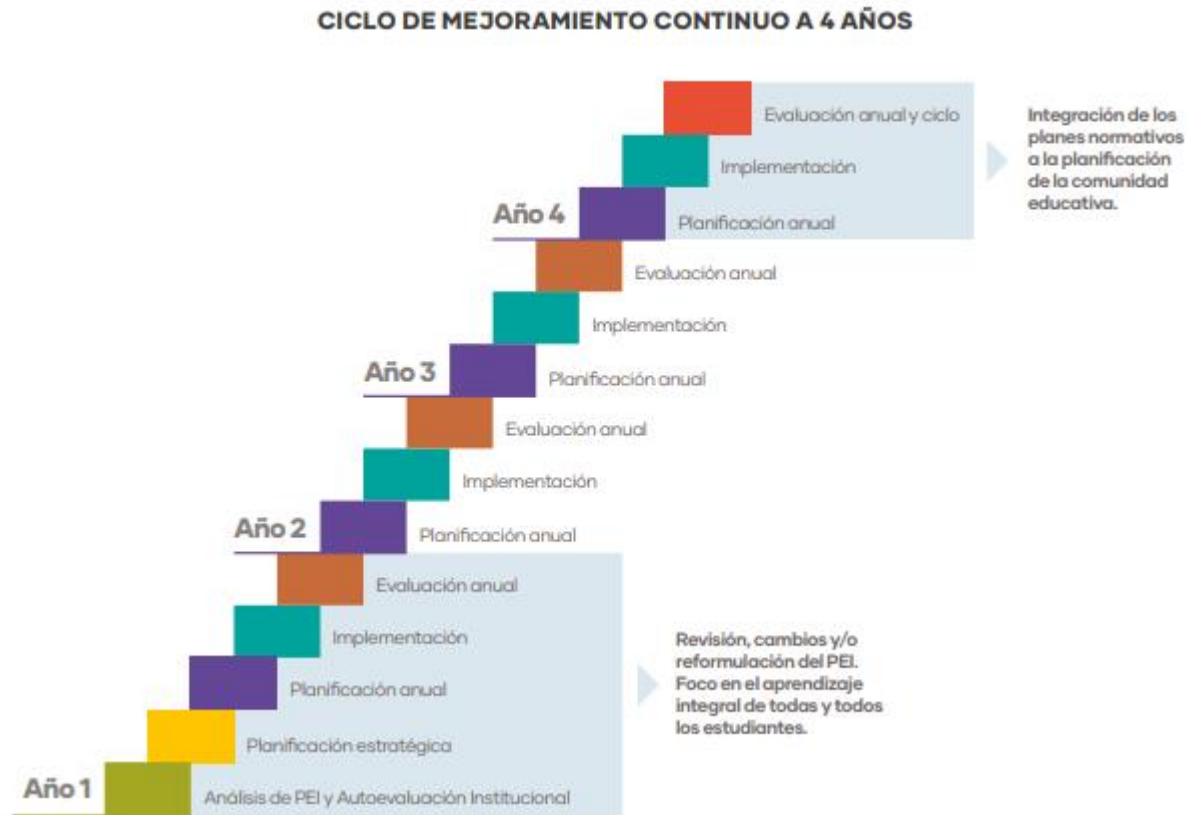 CICLO DE MEJORAMIENTO CONTINUO A 4 AÑOS
Evaluación anual y ciclo
Implementación
Año 4
Planificación anual
Integración de los
planes normativos
a la planificación
de la comunidad
educativa.
Evaluación anual
Implementación
Año 3
Planificación anual
Evaluación anual
Implementación
Año 2
Planificación anual
Evaluación anual
Implementación
Planificación anual
Planificación estratégica
Año 1
Análisis de PEI y Autoevaluación Institucional
Revisión, cambios y/o
reformulación del PEI.
Foco en el aprendizaje
integral de todas y todos
los estudiantes.